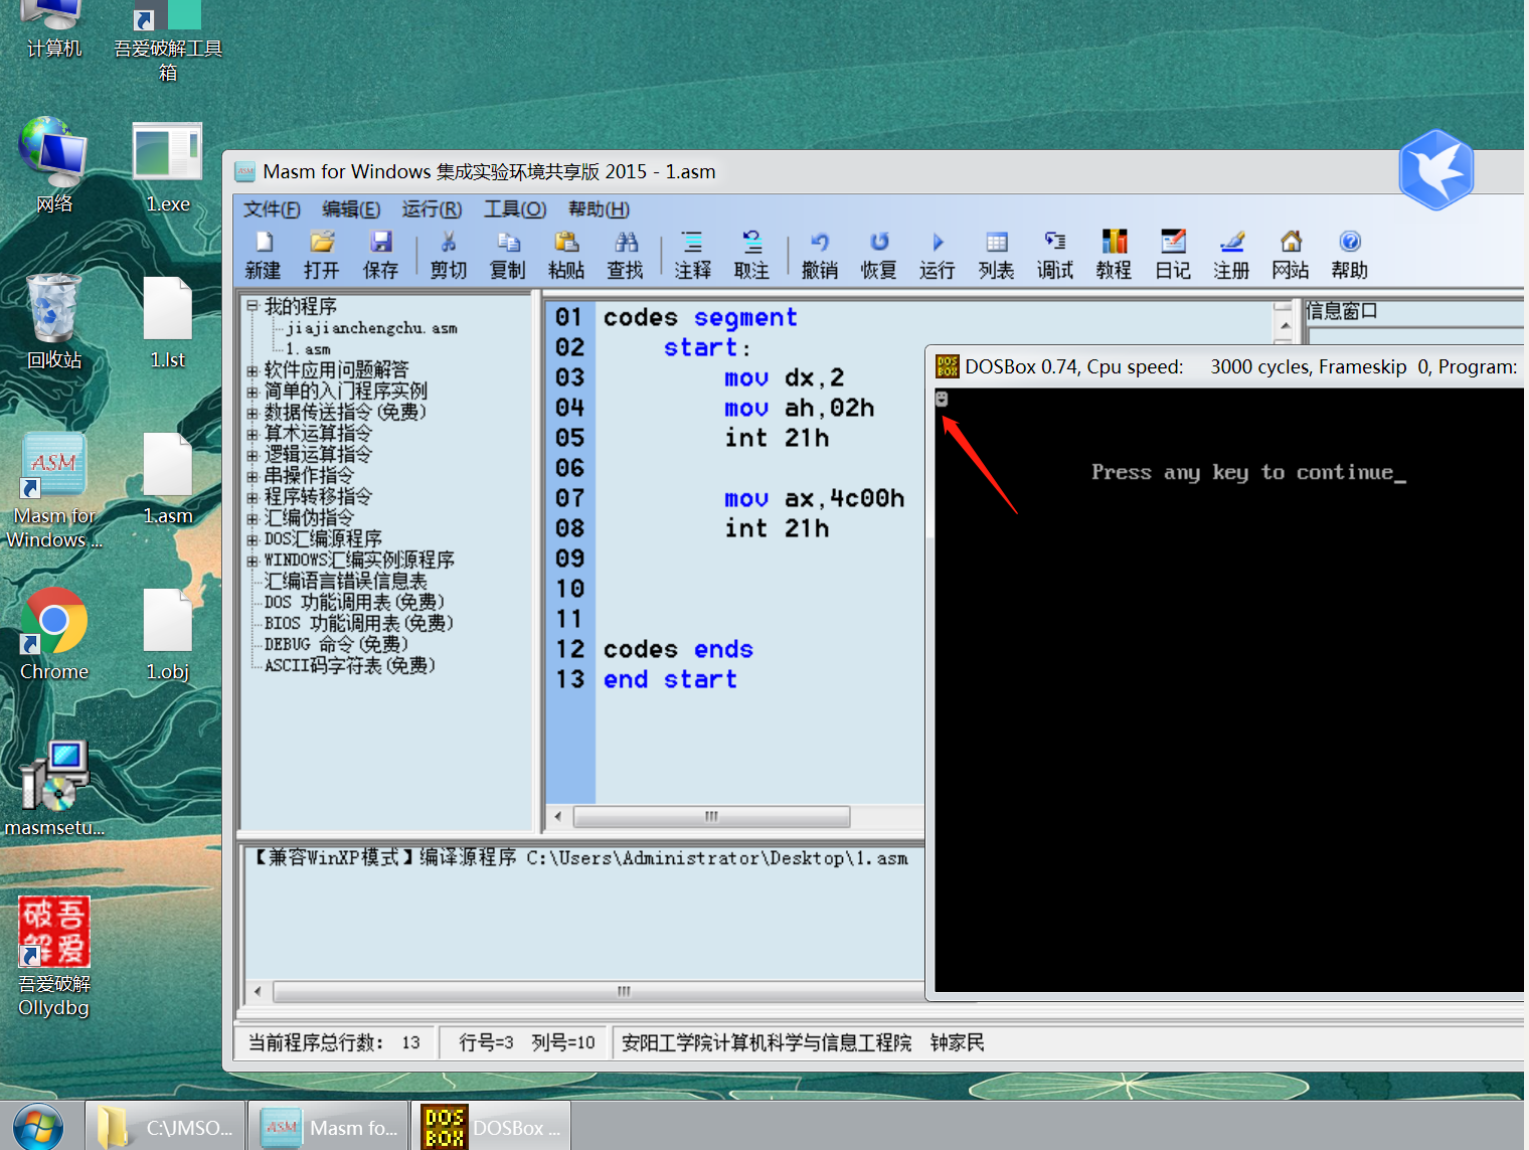 计算机
吾爱破解工具
箱
网络
1.exe
回收站
1.lst
ASM
Masm for
Windows ...
1.asm
Chrome
1.obj
masmsetu...
吾爱破解
吾爱破解
Ollydbg
Masm for Windows 集成实验环境共享版 2015 - 1.asm
文件(F) 编辑(E) 运行(R) 工具(O) 帮助(H)
新建 打开 保存 剪切 复制 粘贴 查找 注释 取注 撤销 恢复 运行 列表 调试 教程 日记 注册 网站 帮助
我的程序
jiajianchengchu.asm
1.asm
软件应用问题解答
简单的入门程序实例
数据传送指令(免费)
算术运算指令
逻辑运算指令
串操作指令
程序转移指令
汇编伪指令
DOS汇编源程序
WINDOWS汇编实例源程序
汇编语言错误信息表
DOS 功能调用表(免费)
BIOS 功能调用表(免费)
DEBUG 命令(免费)
ASCII码字符表(免费)
01 codes segment
02 start:
03 mov dx,2
04 mov ah,02h
05 int 21h
06
07 mov ax,4c00h
08 int 21h
09
10
11
12 codes ends
13 end start
信息窗口
DOSBox 0.74, Cpu speed: 3000 cycles, Frameskip 0, Program:
Press any key to continue_
【兼容WinXP模式】编译源程序 C:\Users\Administrator\Desktop\1.asm
当前程序总行数: 13 行号=3 列号=10 安阳工学院计算机科学与信息工程院 钟家民
C:\JMSO...
ASM Masm fo...
DOS
BOX
DOSBox ...